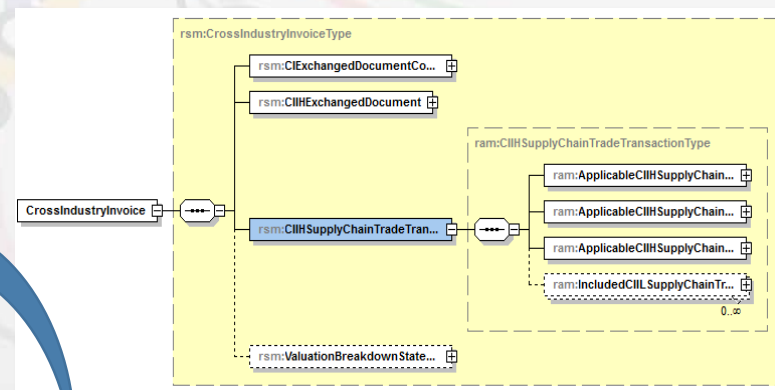 rsm:CrossIndustryInvoiceType
rsm:CIExchangedDocumentCo...
rsm:CIIHExchangedDocument
ram:CIIHSupplyChainTradeTransactionType
ram:ApplicableCIIHSupplyChain...
CrossIndustryInvoice
ram:ApplicableCIIHSupplyChain...
rsm:CIIHSupplyChainTradeTran...
ram:ApplicableCIIHSupplyChain...
ram:IncludedCIILSupplyChainTr...
0..∞
rsm:ValuationBreakdownState...